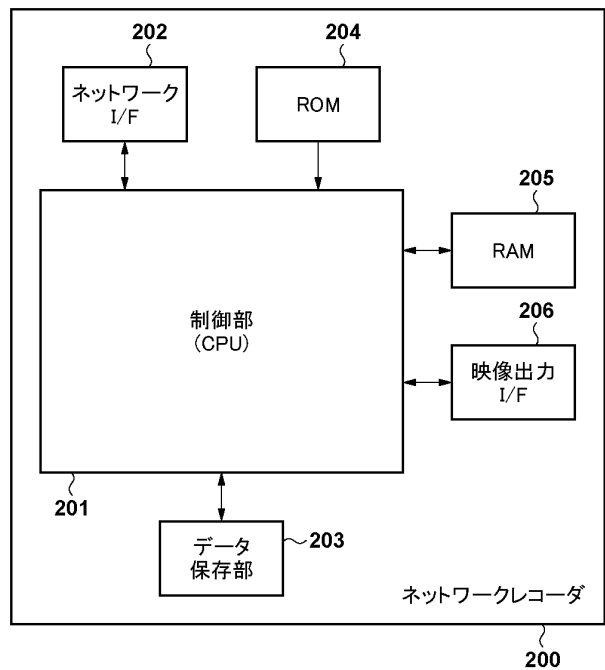 202
ネットワーク
I/F
204
ROM
205
RAM
206
映像出力
I/F
制御部
(CPU)
201
203
データ
保存部
ネットワークレコーダ
200